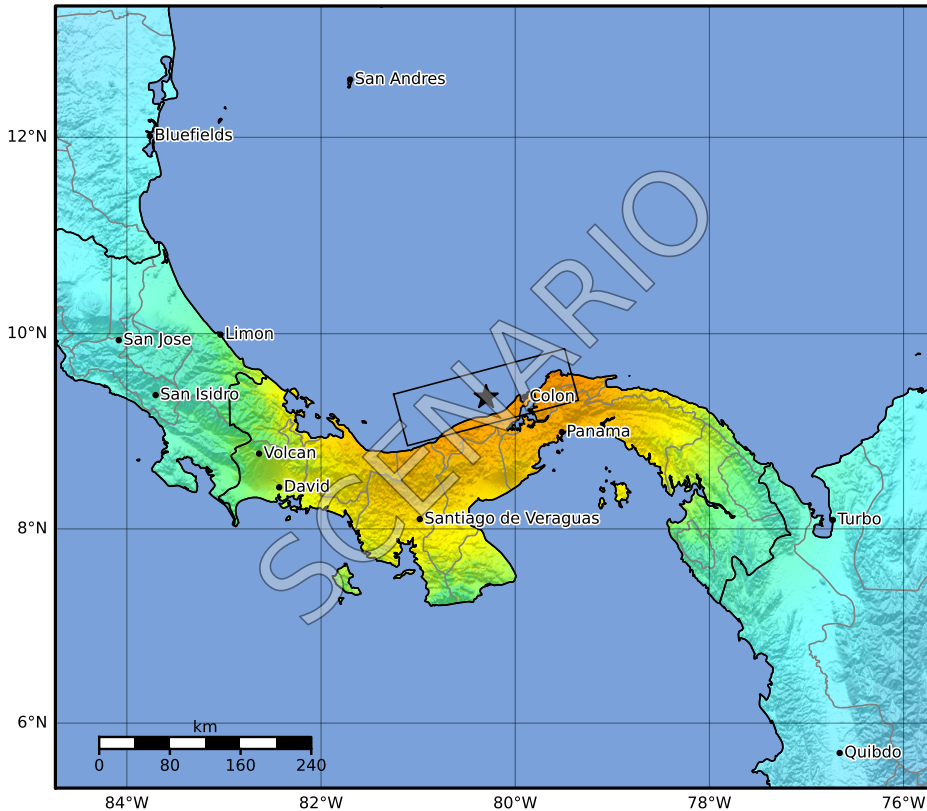 San Andres
12°N
Bluefields
SCENARIO
10°N
San Jose
Limon
San Isidro
Colon
Panama
Volcan
David
Santiago de Veraguas
8°N
Turbo
6°N
km
0 80 160 240
Quibdo
84°W 82°W 80°W 78°W 76°W